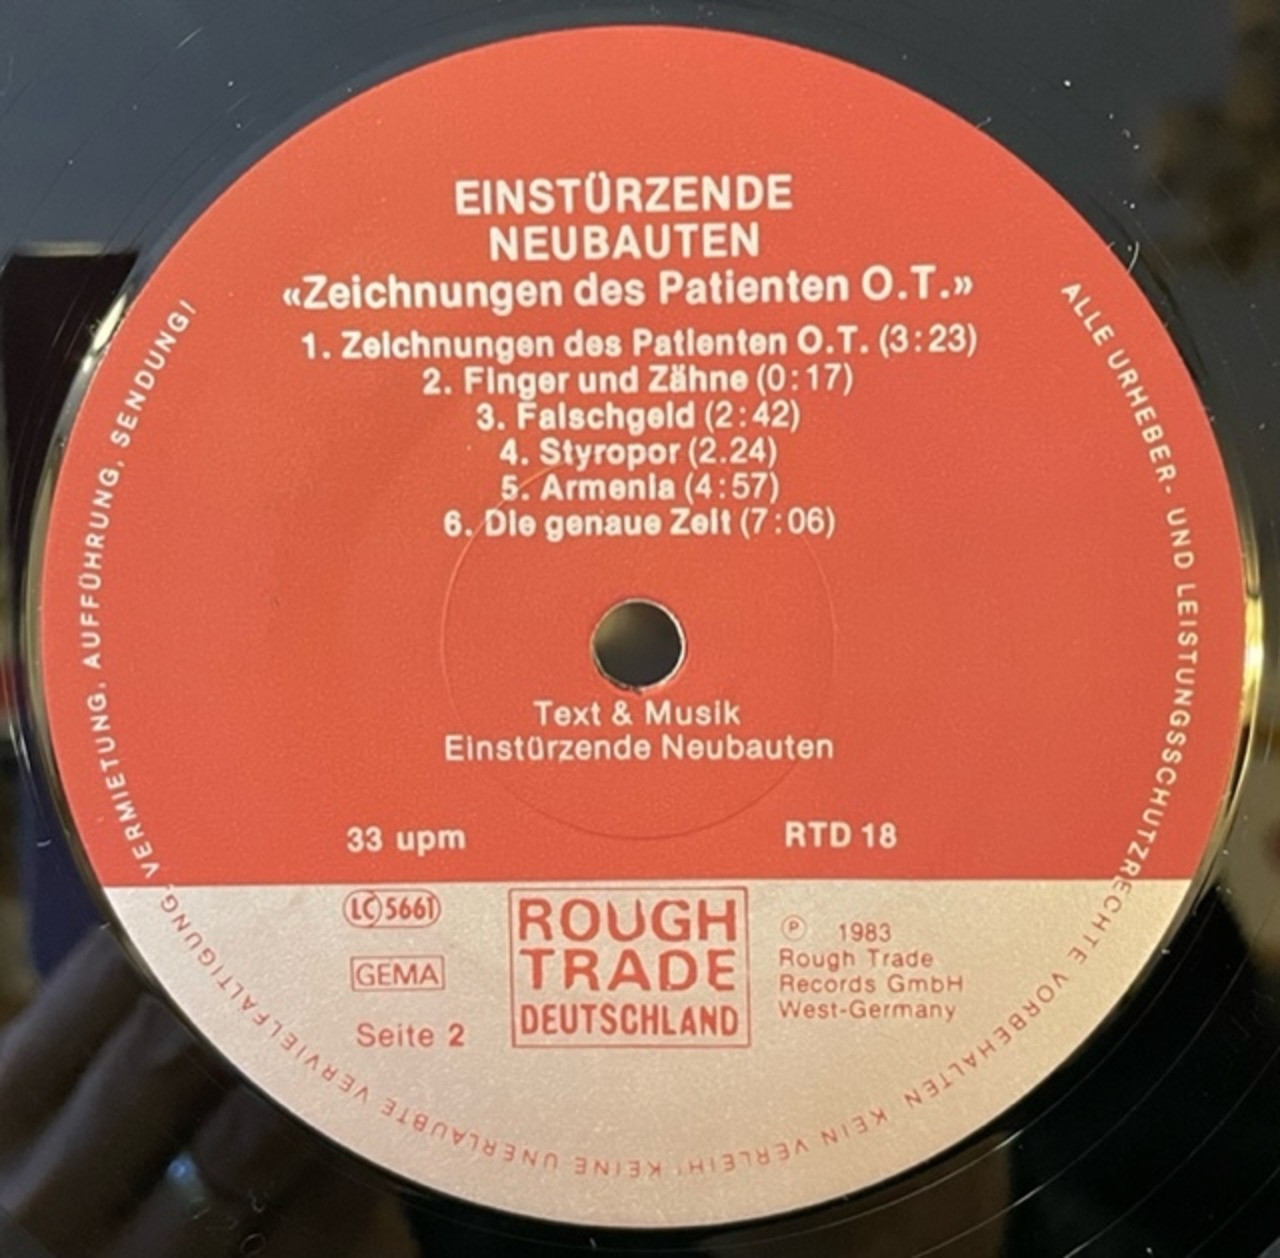 EINSTÜRZENDE
NEUBAUTEN
«Zeichnungen des Patienten O.T.»
1. Zeichnungen des Patienten O.T. (3:23)
2. Finger und Zähne (0:17)
3. Falschgeld (2:42)
4. Styropor (2.24)
5. Armenia (4:57)
6. Die genaue Zeit (7:06)
Text & Musik
Einstürzende Neubauten
33 upm
RTD 18
LC 5661
GEMA
Seite 2
ROUGH
TRADE
DEUTSCHLAND
℗ 1983
Rough Trade
Records GmbH
West-Germany
ALLE URHEBER- UND LEISTUNGSSCHUTZRECHTE VORBEHALTEN KEIN VERLEIH! KEINE UNERLAUBTE VERVIELFÄLTIGUNG, VERMIETUNG, AUFFÜHRUNG, SENDUNG!